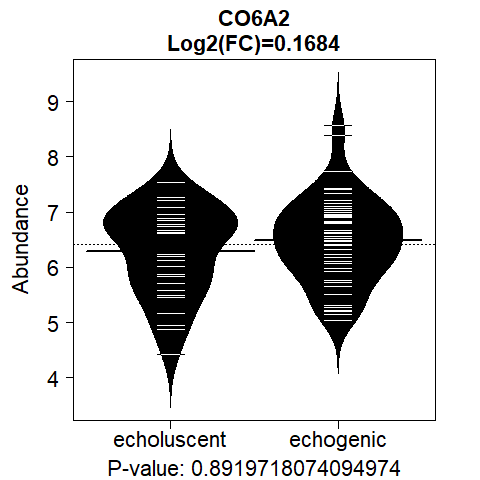 CO6A2
Log2(FC)=0.1684
Abundance
9
8
7
6
5
4
echoluscent echogenic
P-value: 0.8919718074094974